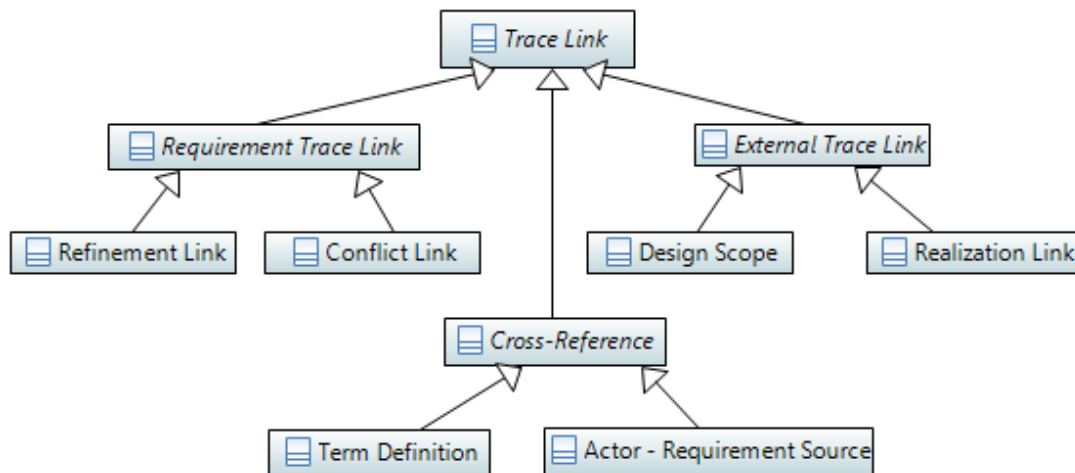 Trace Link
Requirement Trace Link
External Trace Link
Refinement Link
Conflict Link
Design Scope
Realization Link
Cross-Reference
Term Definition
Actor - Requirement Source